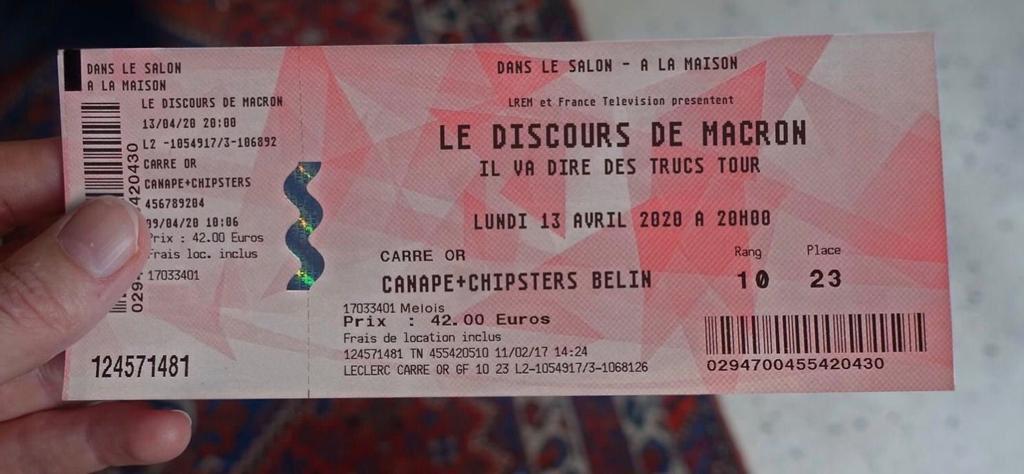 DANS LE SALON
A LA MAISON
LE DISCOURS DE MACRON
13/04/20 20:00
L2 -1054917/3-106892
CARRE OR
CANAPE+CHIPSTERS
456789204
09/04/20 10:06
Prix : 42.00 Euros
Frais loc. inclus
17033401
124571481
DANS LE SALON - A LA MAISON
LREM et France Television presentent
LE DISCOURS DE MACRON
IL VA DIRE DES TRUCS TOUR
LUNDI 13 AVRIL 2020 A 20H00
CARRE OR
Rang Place
CANAPE+CHIPSTERS BELIN
10 23
17033401 Melois
Prix : 42.00 Euros
Frais de location inclus
124571481 TN 455420510 11/02/17 14:24
LECLERC CARRE OR GF 10 23 L2-1054917/3-1068126
0294700455420430